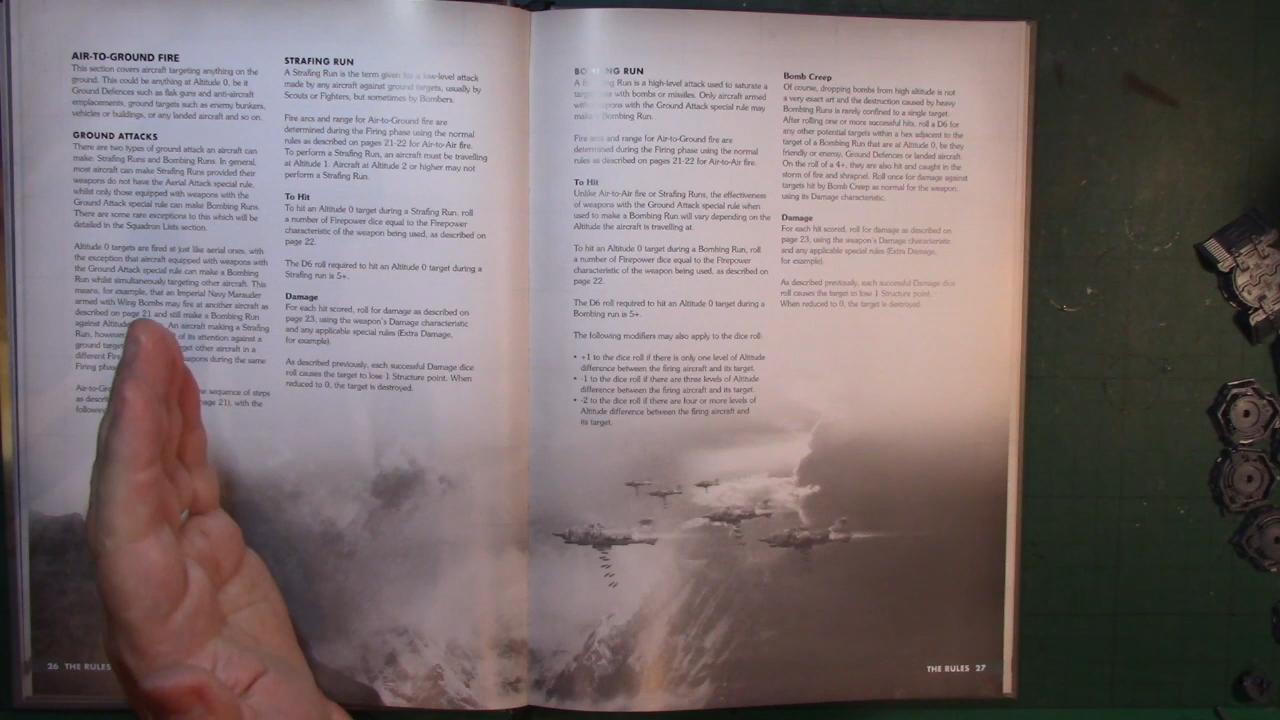 AIR-TO-GROUND FIRE
This section covers aircraft targeting anything on the
ground. This could be anything at Altitude 0, be it
Ground Defences such as flak guns and anti-aircraft
emplacements, ground targets such as enemy bunkers,
vehicles or buildings, or any landed aircraft and so on.
GROUND ATTACKS
There are two types of ground attack an aircraft can
make: Strafing Runs and Bombing Runs. In general,
most aircraft can make Strafing Runs provided their
weapons do not have the Aerial Attack special rule,
whilst only those equipped with weapons with the
Ground Attack special rule can make Bombing Runs.
There are some rare exceptions to this which will be
detailed in the Squadron Lists section.
Altitude 0 targets are fired at just like aerial ones, with
the exception that aircraft equipped with weapons with
the Ground Attack special rule can make a Bombing
Run whilst simultaneously targeting other aircraft. This
means, for example, that an Imperial Navy Marauder
armed with Wing Bombs may fire at another aircraft as
described on page 21 and still make a Bombing Run
against Altitude An aircraft making a Strafing
Run, however of its attention against a
ground target other aircraft in a
different weapons during the same
Firing
sequence of steps
as page 21), with the
following
STRAFING RUN
A Strafing Run is the term given for a low-level attack
made by any aircraft against ground targets, usually by
Scouts or Fighters, but sometimes by Bombers.
Fire arcs and range for Air-to-Ground fire are
determined during the Firing phase using the normal
rules as described on pages 21-22 for Air-to-Air fire.
To perform a Strafing Run, an aircraft must be travelling
at Altitude 1. Aircraft at Altitude 2 or higher may not
perform a Strafing Run.
To Hit
To hit an Altitude 0 target during a Strafing Run, roll
a number of Firepower dice equal to the Firepower
characteristic of the weapon being used, as described on
page 22.
The D6 roll required to hit an Altitude 0 target during a
Strafing run is 5+.
Damage
For each hit scored, roll for damage as described on
page 23, using the weapon's Damage characteristic
and any applicable special rules (Extra Damage,
for example).
As described previously, each successful Damage dice
roll causes the target to lose 1 Structure point. When
reduced to 0, the target is destroyed.
26 THE RULES
BOMBING RUN
A Bombing Run is a high-level attack used to saturate a
with bombs or missiles. Only aircraft armed
with weapons with the Ground Attack special rule may
make a Bombing Run.
Fire arcs and range for Air-to-Ground fire are
determined during the Firing phase using the normal
rules as described on pages 21-22 for Air-to-Air fire.
To Hit
Unlike Air-to-Air fire or Strafing Runs, the effectiveness
of weapons with the Ground Attack special rule when
used to make a Bombing Run will vary depending on the
Altitude the aircraft is travelling at.
To hit an Altitude 0 target during a Bombing Run, roll
a number of Firepower dice equal to the Firepower
characteristic of the weapon being used, as described on
page 22.
The D6 roll required to hit an Altitude 0 target during a
Bombing run is 5+.
The following modifiers may also apply to the dice roll:
• +1 to the dice roll if there is only one level of Altitude
difference between the firing aircraft and its target.
• -1 to the dice roll if there are three levels of Altitude
difference between the firing aircraft and its target.
• -2 to the dice roll if there are four or more levels of
Altitude difference between the firing aircraft and
its target.
Bomb Creep
Of course, dropping bombs from high altitude is not
a very exact art and the destruction caused by heavy
Bombing Runs is rarely confined to a single target.
After rolling one or more successful hits, roll a D6 for
any other potential targets within a hex adjacent to the
target of a Bombing Run that are at Altitude 0, be they
friendly or enemy, Ground Defences or landed aircraft.
On the roll of a 4+, they are also hit and caught in the
storm of fire and shrapnel. Roll once for damage against
targets hit by Bomb Creep as normal for the weapon,
using its Damage characteristic.
Damage
For each hit scored, roll for damage as described on
page 23, using the weapon's Damage characteristic
and any applicable special rules (Extra Damage,
for example).
As described previously, each successful Damage dice
roll causes the target to lose 1 Structure point.
When reduced to 0, the target is destroyed.
THE RULES 27